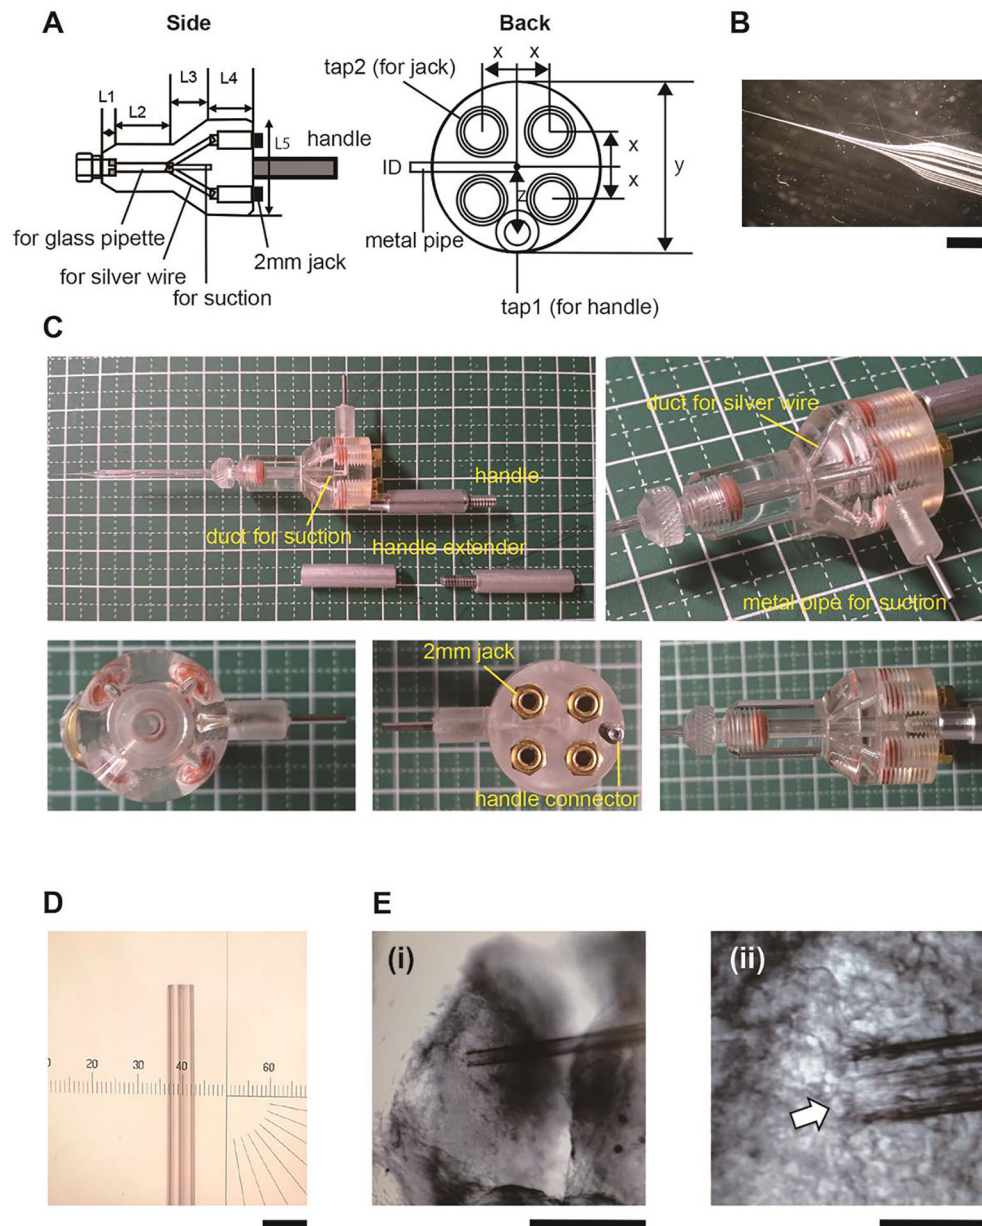 A
Side
Back
B
x
x
tap2 (for jack)
L3
L4
L1
L2
L5
handle
x
ID
y
x
z
for glass pipette
metal pipe
for silver wire
2mm jack
for suction
tap1 (for handle)
C
duct for silver wire
handle
duct for suction
handle extender
metal pipe for suction
2mm jack
handle connector
D
E
(i)
(ii)
0
20
30
40
60